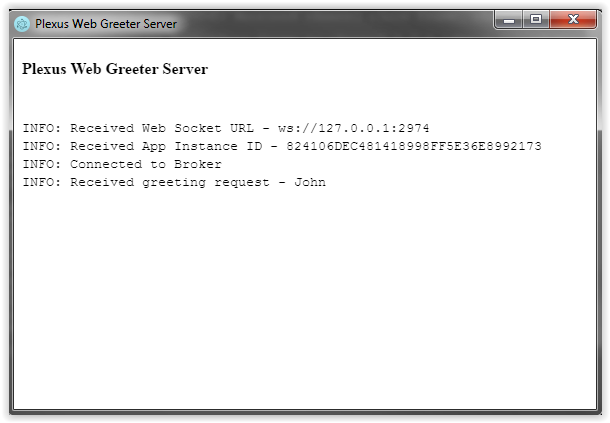 Plexus Web Greeter Server
Plexus Web Greeter Server
INFO: Received Web Socket URL - ws://127.0.0.1:2974
INFO: Received App Instance ID - 824106DEC481418998FF5E36E8992173
INFO: Connected to Broker
INFO: Received greeting request - John